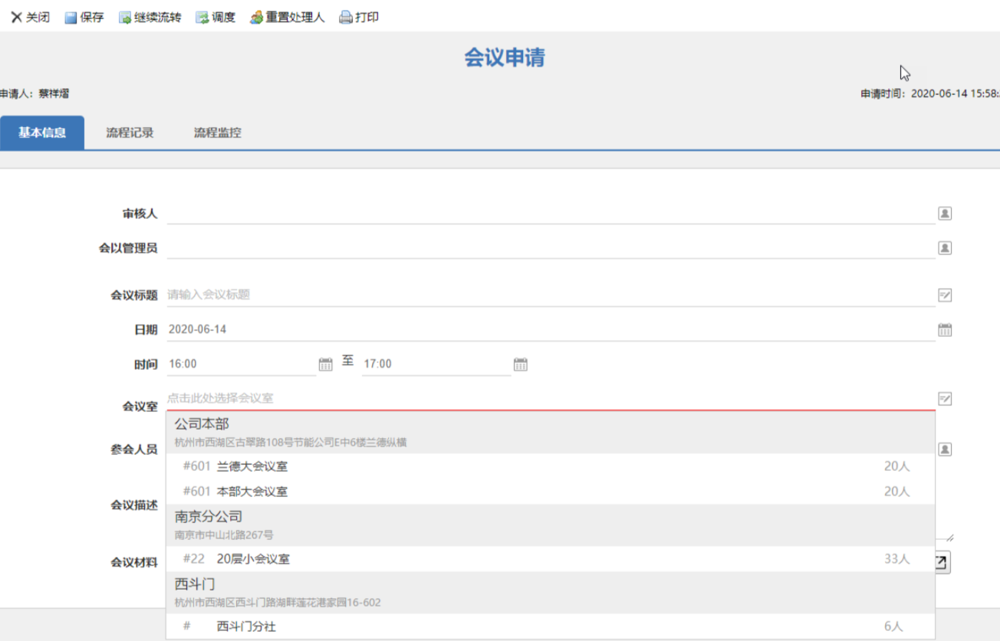 关闭 保存 继续流转 调度 重置处理人 打印
会议申请
申请人：蔡祥熠 申请时间：2020-06-14 15:58:
基本信息 流程记录 流程监控
审核人
会以管理员
会议标题 请输入会议标题
日期 2020-06-14
时间 16:00 至 17:00
会议室 点击此处选择会议室
公司本部
杭州市西湖区古翠路108号节能公司E中6楼兰德纵横
参会人员
#601 兰德大会议室 20人
#601 本部大会议室 20人
会议描述
南京分公司
南京市中山北路267号
会议材料
#22 20层小会议室 33人
西斗门
杭州市西湖区西斗门路湖畔莲花港家园16-602
# 西斗门分社 6人